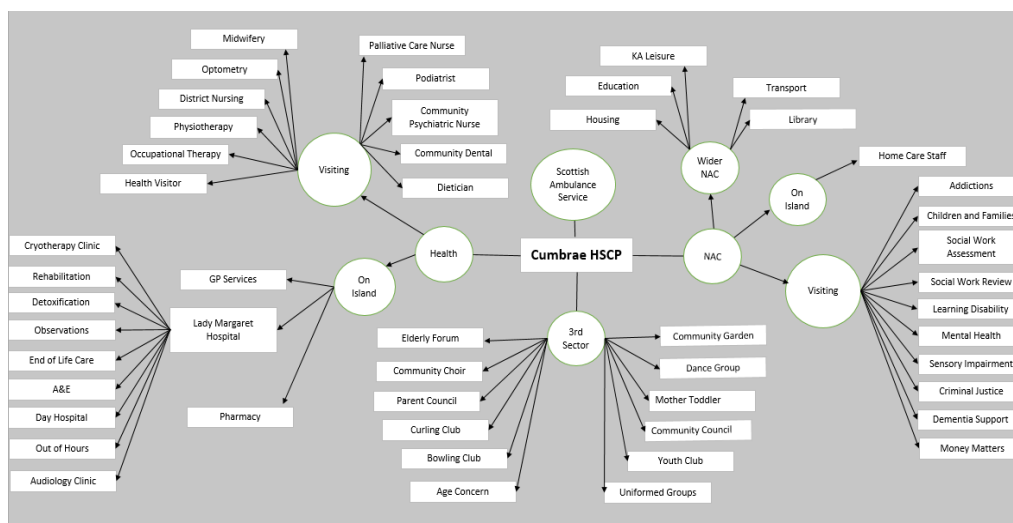 Midwifery
Optometry
District Nursing
Physiotherapy
Occupational Therapy
Health Visitor
Visiting
Palliative Care Nurse
Podiatrist
Community
Psychiatric Nurse
Community Dental
Dietician
Scottish
Ambulance
Service
KA Leisure
Education
Housing
Transport
Library
Wider
NAC
Home Care Staff
On
Island
Health
Cumbrae HSCP
NAC
Visiting
Addictions
Children and Families
Social Work
Assessment
Social Work Review
Learning Disability
Mental Health
Sensory Impairment
Criminal Justice
Dementia Support
Money Matters
Cryotherapy Clinic
Rehabilitation
Detoxification
Observations
End of Life Care
A&E
Day Hospital
Out of Hours
Audiology Clinic
GP Services
On
Island
Lady Margaret
Hospital
Pharmacy
3rd
Sector
Elderly Forum
Community Choir
Parent Council
Curling Club
Bowling Club
Age Concern
Community Garden
Dance Group
Mother Toddler
Community Council
Youth Club
Uniformed Groups